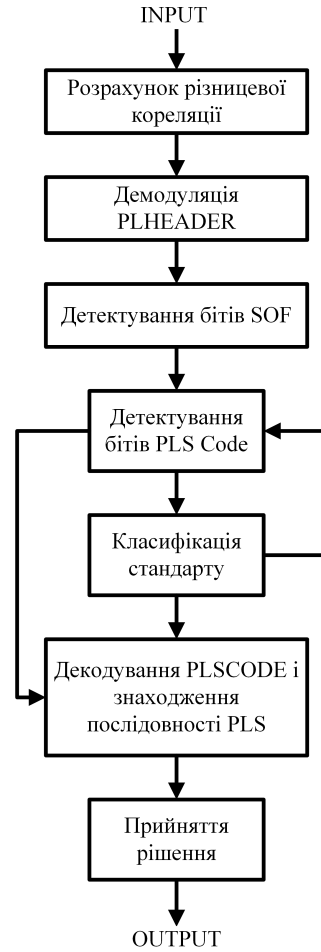 INPUT
Розрахунок різницевої
кореляції
Демодуляція
PLHEADER
Детектування бітів SOF
Детектування
бітів PLS Code
Класифікація
стандарту
Декодування PLSCODE і
знаходження
послідовності PLS
Прийняття
рішення
OUTPUT